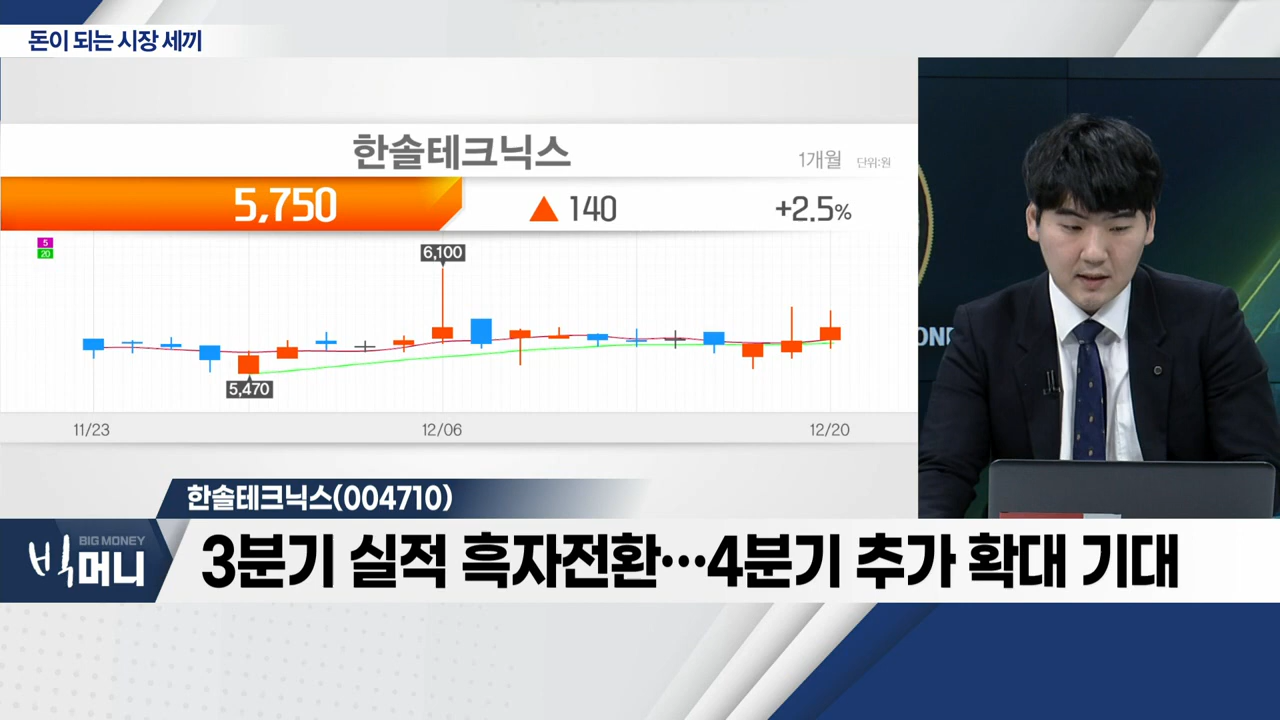 돈이 되는 시장 세끼
한솔테크닉스
1개월 단위:원
5,750 ▲ 140 +2.5%
5
20
6,100
5,470
11/23 12/06 12/20
한솔테크닉스(004710)
BIG MONEY
빅머니
3분기 실적 흑자전환…4분기 추가 확대 기대